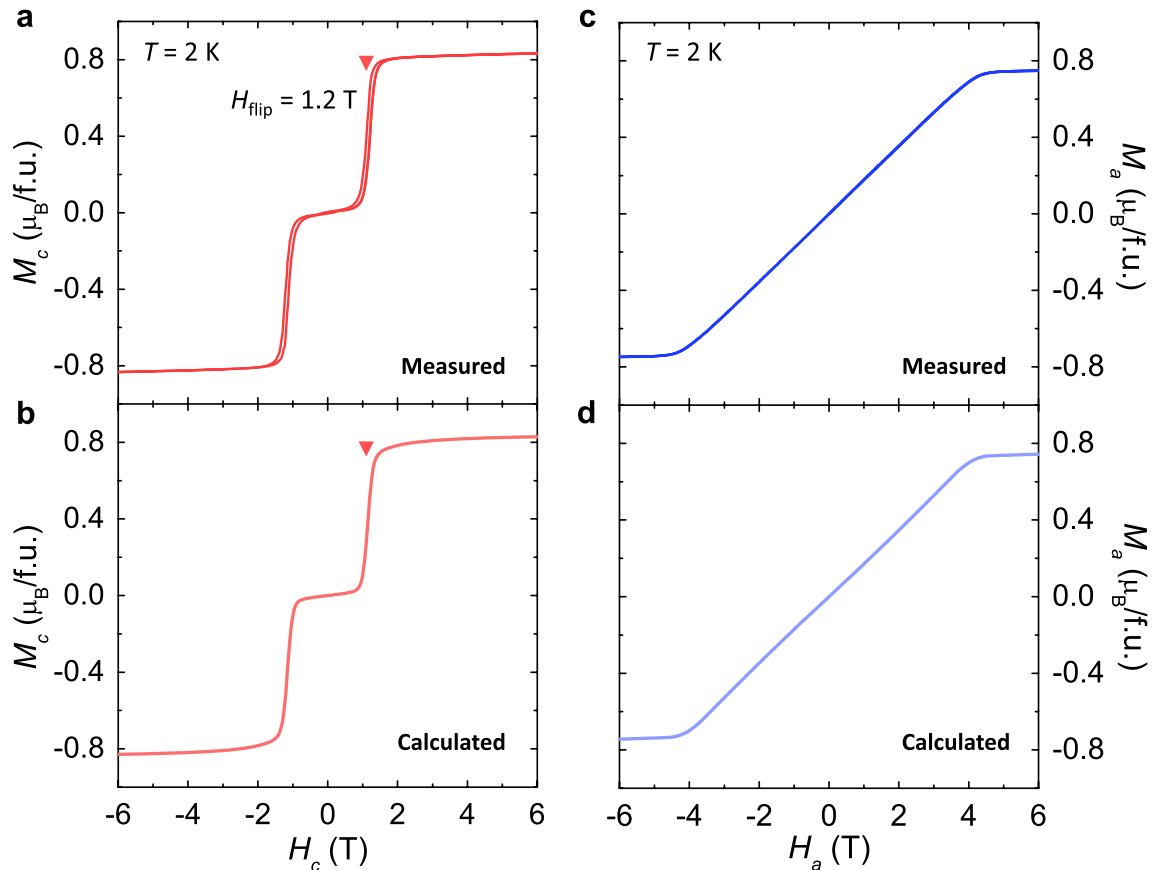 a
T = 2 K
H_flip = 1.2 T
0.8
0.4
0.0
-0.4
-0.8
M_c (μ_B/f.u.)
Measured
c
T = 2 K
0.8
0.4
0.0
-0.4
-0.8
M_a (μ_B/f.u.)
Measured
b
0.8
0.4
0.0
-0.4
-0.8
M_c (μ_B/f.u.)
Calculated
-6 -4 -2 0 2 4 6
H_c (T)
d
0.8
0.4
0.0
-0.4
-0.8
M_a (μ_B/f.u.)
Calculated
-6 -4 -2 0 2 4 6
H_a (T)